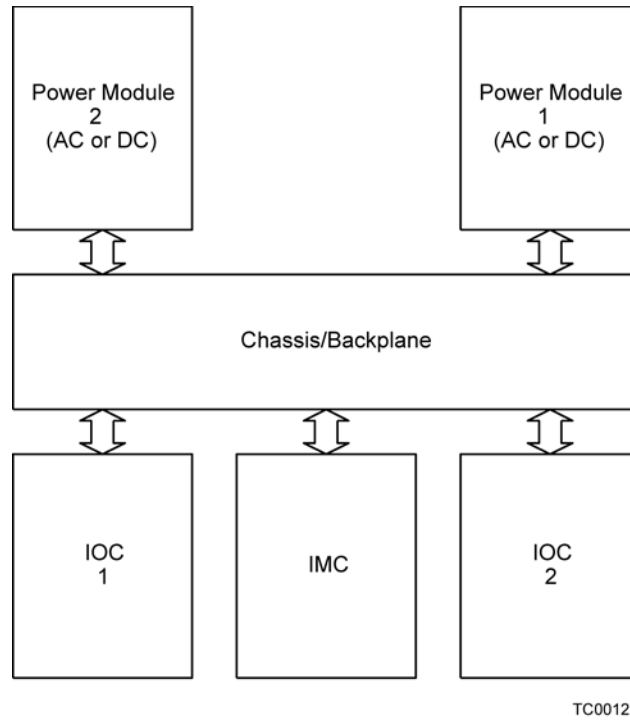 Power Module
2
(AC or DC)
Power Module
1
(AC or DC)
Chassis/Backplane
IOC
1
IMC
IOC
2
TC0012